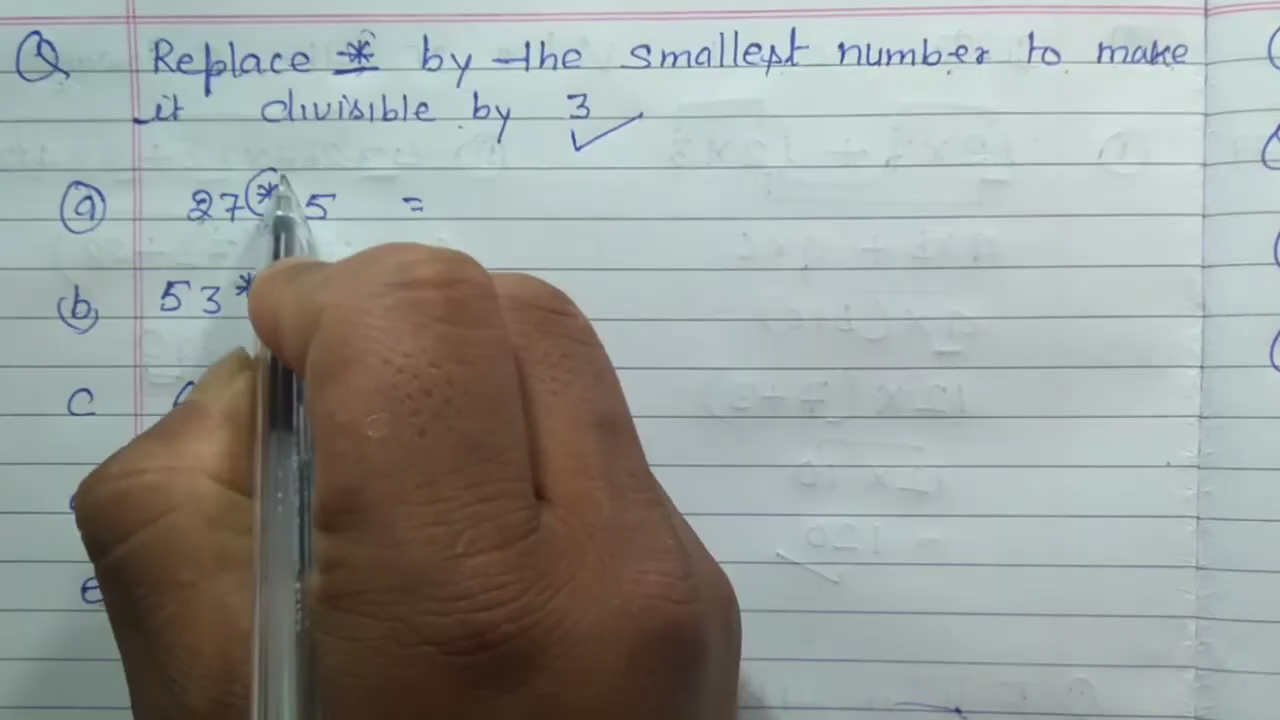 Q Replace * by the smallest number to make
it divisible by 3
a 27*5 =
b 53*
c